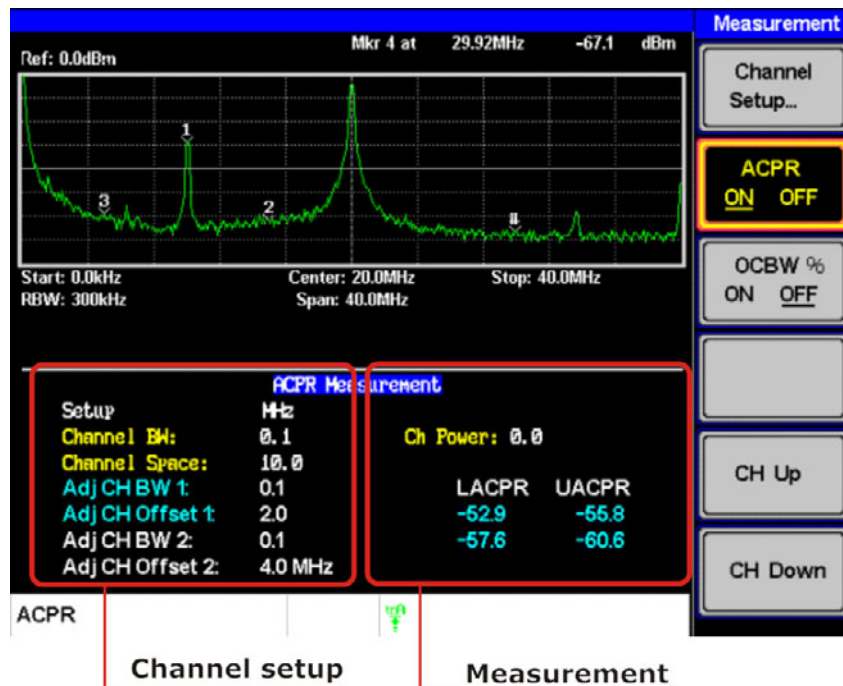 Measurement
Mkr 4 at 29.92MHz -67.1 dBm
Ref: 0.0dBm
1
3
2
4
Start: 0.0kHz Center: 20.0MHz Stop: 40.0MHz
RBW: 300kHz Span: 40.0MHz
Channel
Setup...
ACPR
ON OFF
OCBW %
ON OFF
CH Up
CH Down
ACPR Measurement
Setup MHz
Channel BW: 0.1
Channel Space: 10.0
Adj CH BW 1: 0.1
Adj CH Offset 1: 2.0
Adj CH BW 2: 0.1
Adj CH Offset 2: 4.0 MHz
Ch Power: 0.0
LACPR UACPR
-52.9 -55.8
-57.6 -60.6
ACPR
Channel setup
Measurement